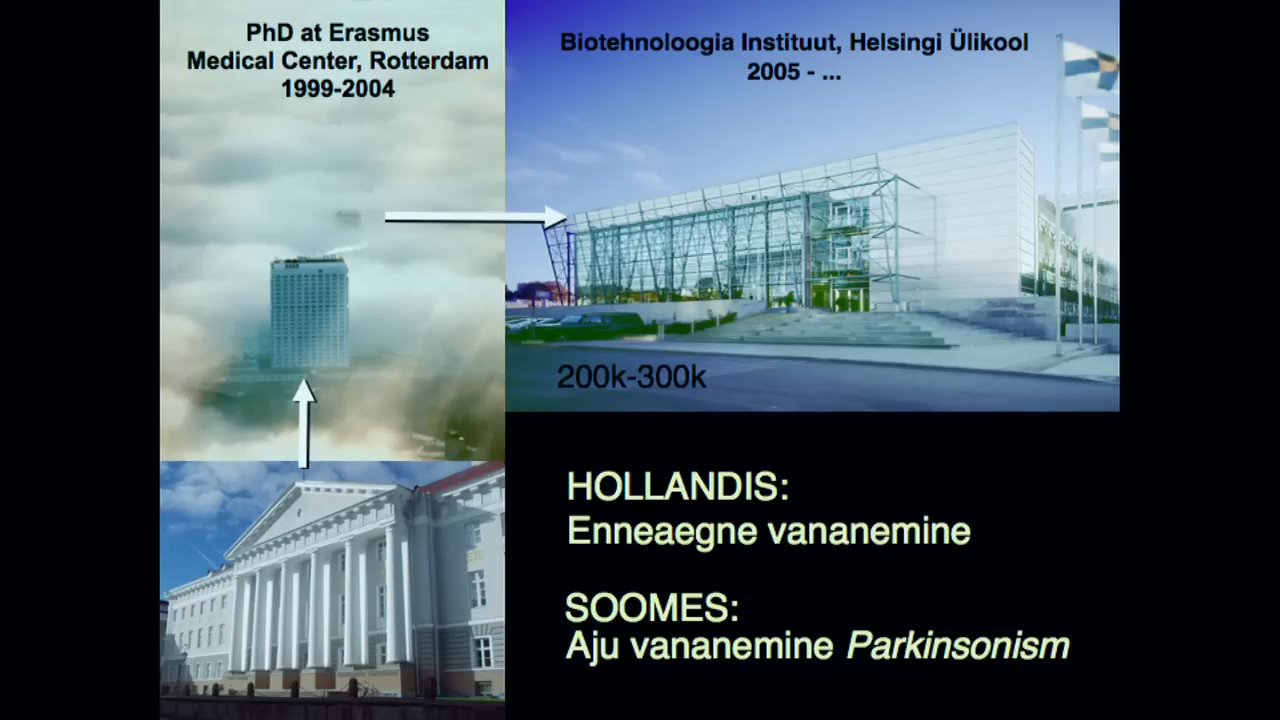 PhD at Erasmus
Medical Center, Rotterdam
1999-2004
Biotehnoloogia Instituut, Helsingi Ülikool
2005 - ...
200k-300k
HOLLANDIS:
Enneaegne vananemine
SOOMES:
Aju vananemine Parkinsonism